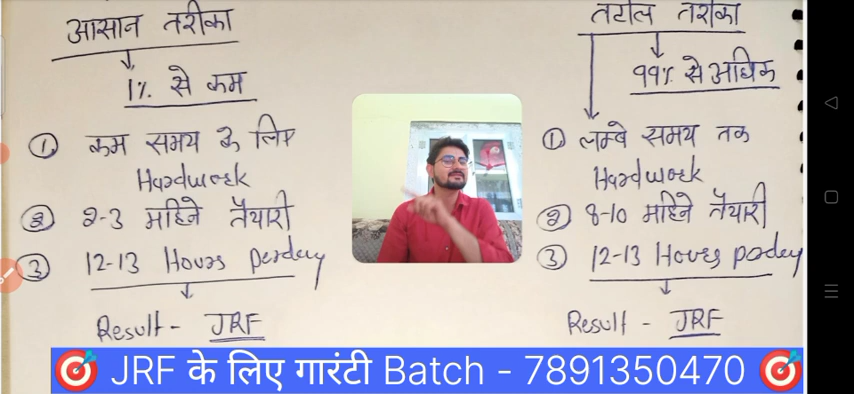 आसान तरीका
1% से कम
① कम समय के लिए
Hardwork
② 2-3 महिने तैयारी
③ 12-13 Hours perday
Result - JRF
जटील तरीका
99% से अधिक
① लम्बे समय तक
Hardwork
② 8-10 महिने तैयारी
③ 12-13 Hours perday
Result - JRF
🎯 JRF के लिए गारंटी Batch - 7891350470 🎯